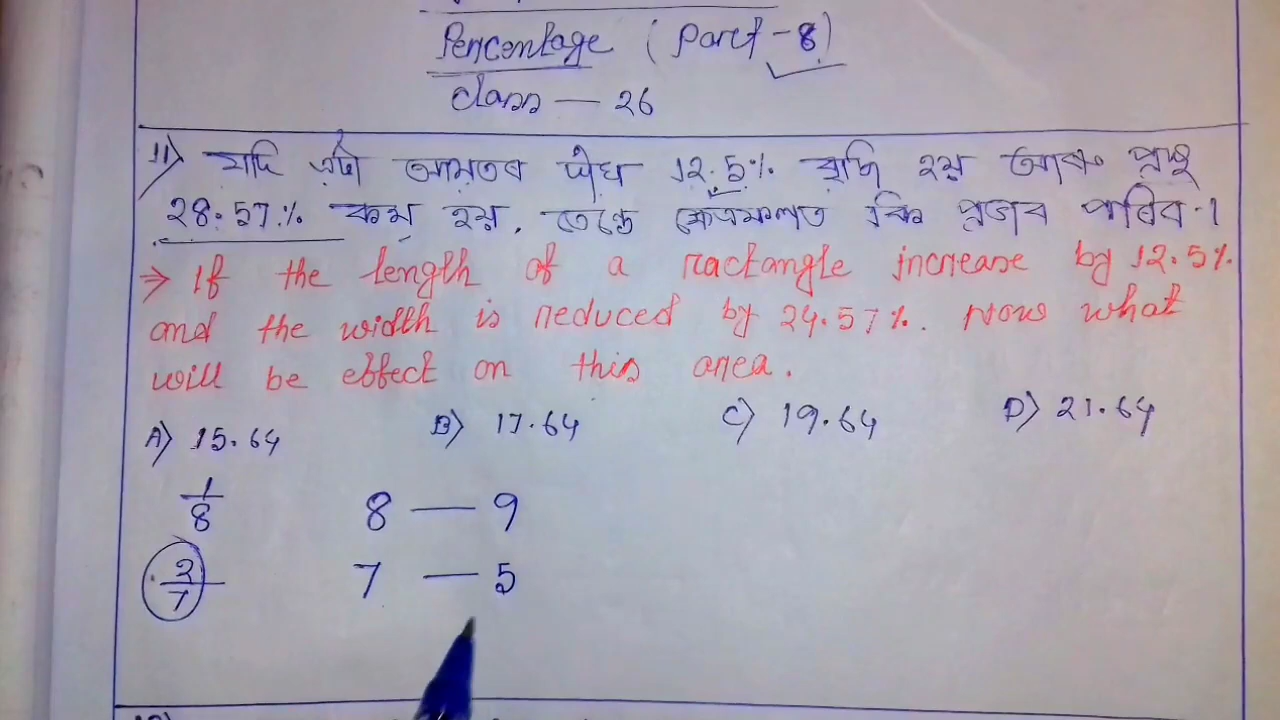 Percentage (Part-8)
Class — 26
11) যদি এটা আয়তৰ দীঘ 12.5% বৃদ্ধি হয় আৰু প্ৰস্থ
28.57% কম হয়, তেন্তে ক্ষেত্ৰফলত কি প্ৰভাব পৰিব।
⇒ If the length of a ractangle increase by 12.5%
and the width is reduced by 24.57%. Now what
will be effect on this area.
A) 15.64 B) 17.64 C) 19.64 D) 21.64
1/8 8 — 9
2/7 7 — 5